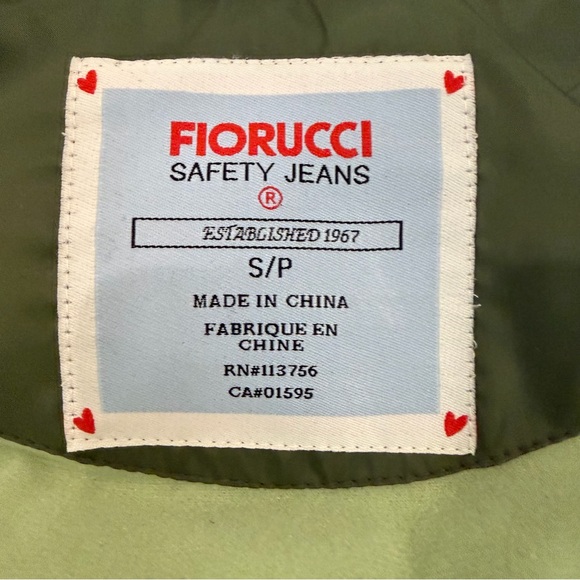 FIORUCCI
SAFETY JEANS
®
ESTABLISHED 1967
S/P
MADE IN CHINA
FABRIQUE EN
CHINE
RN#113756
CA#01595